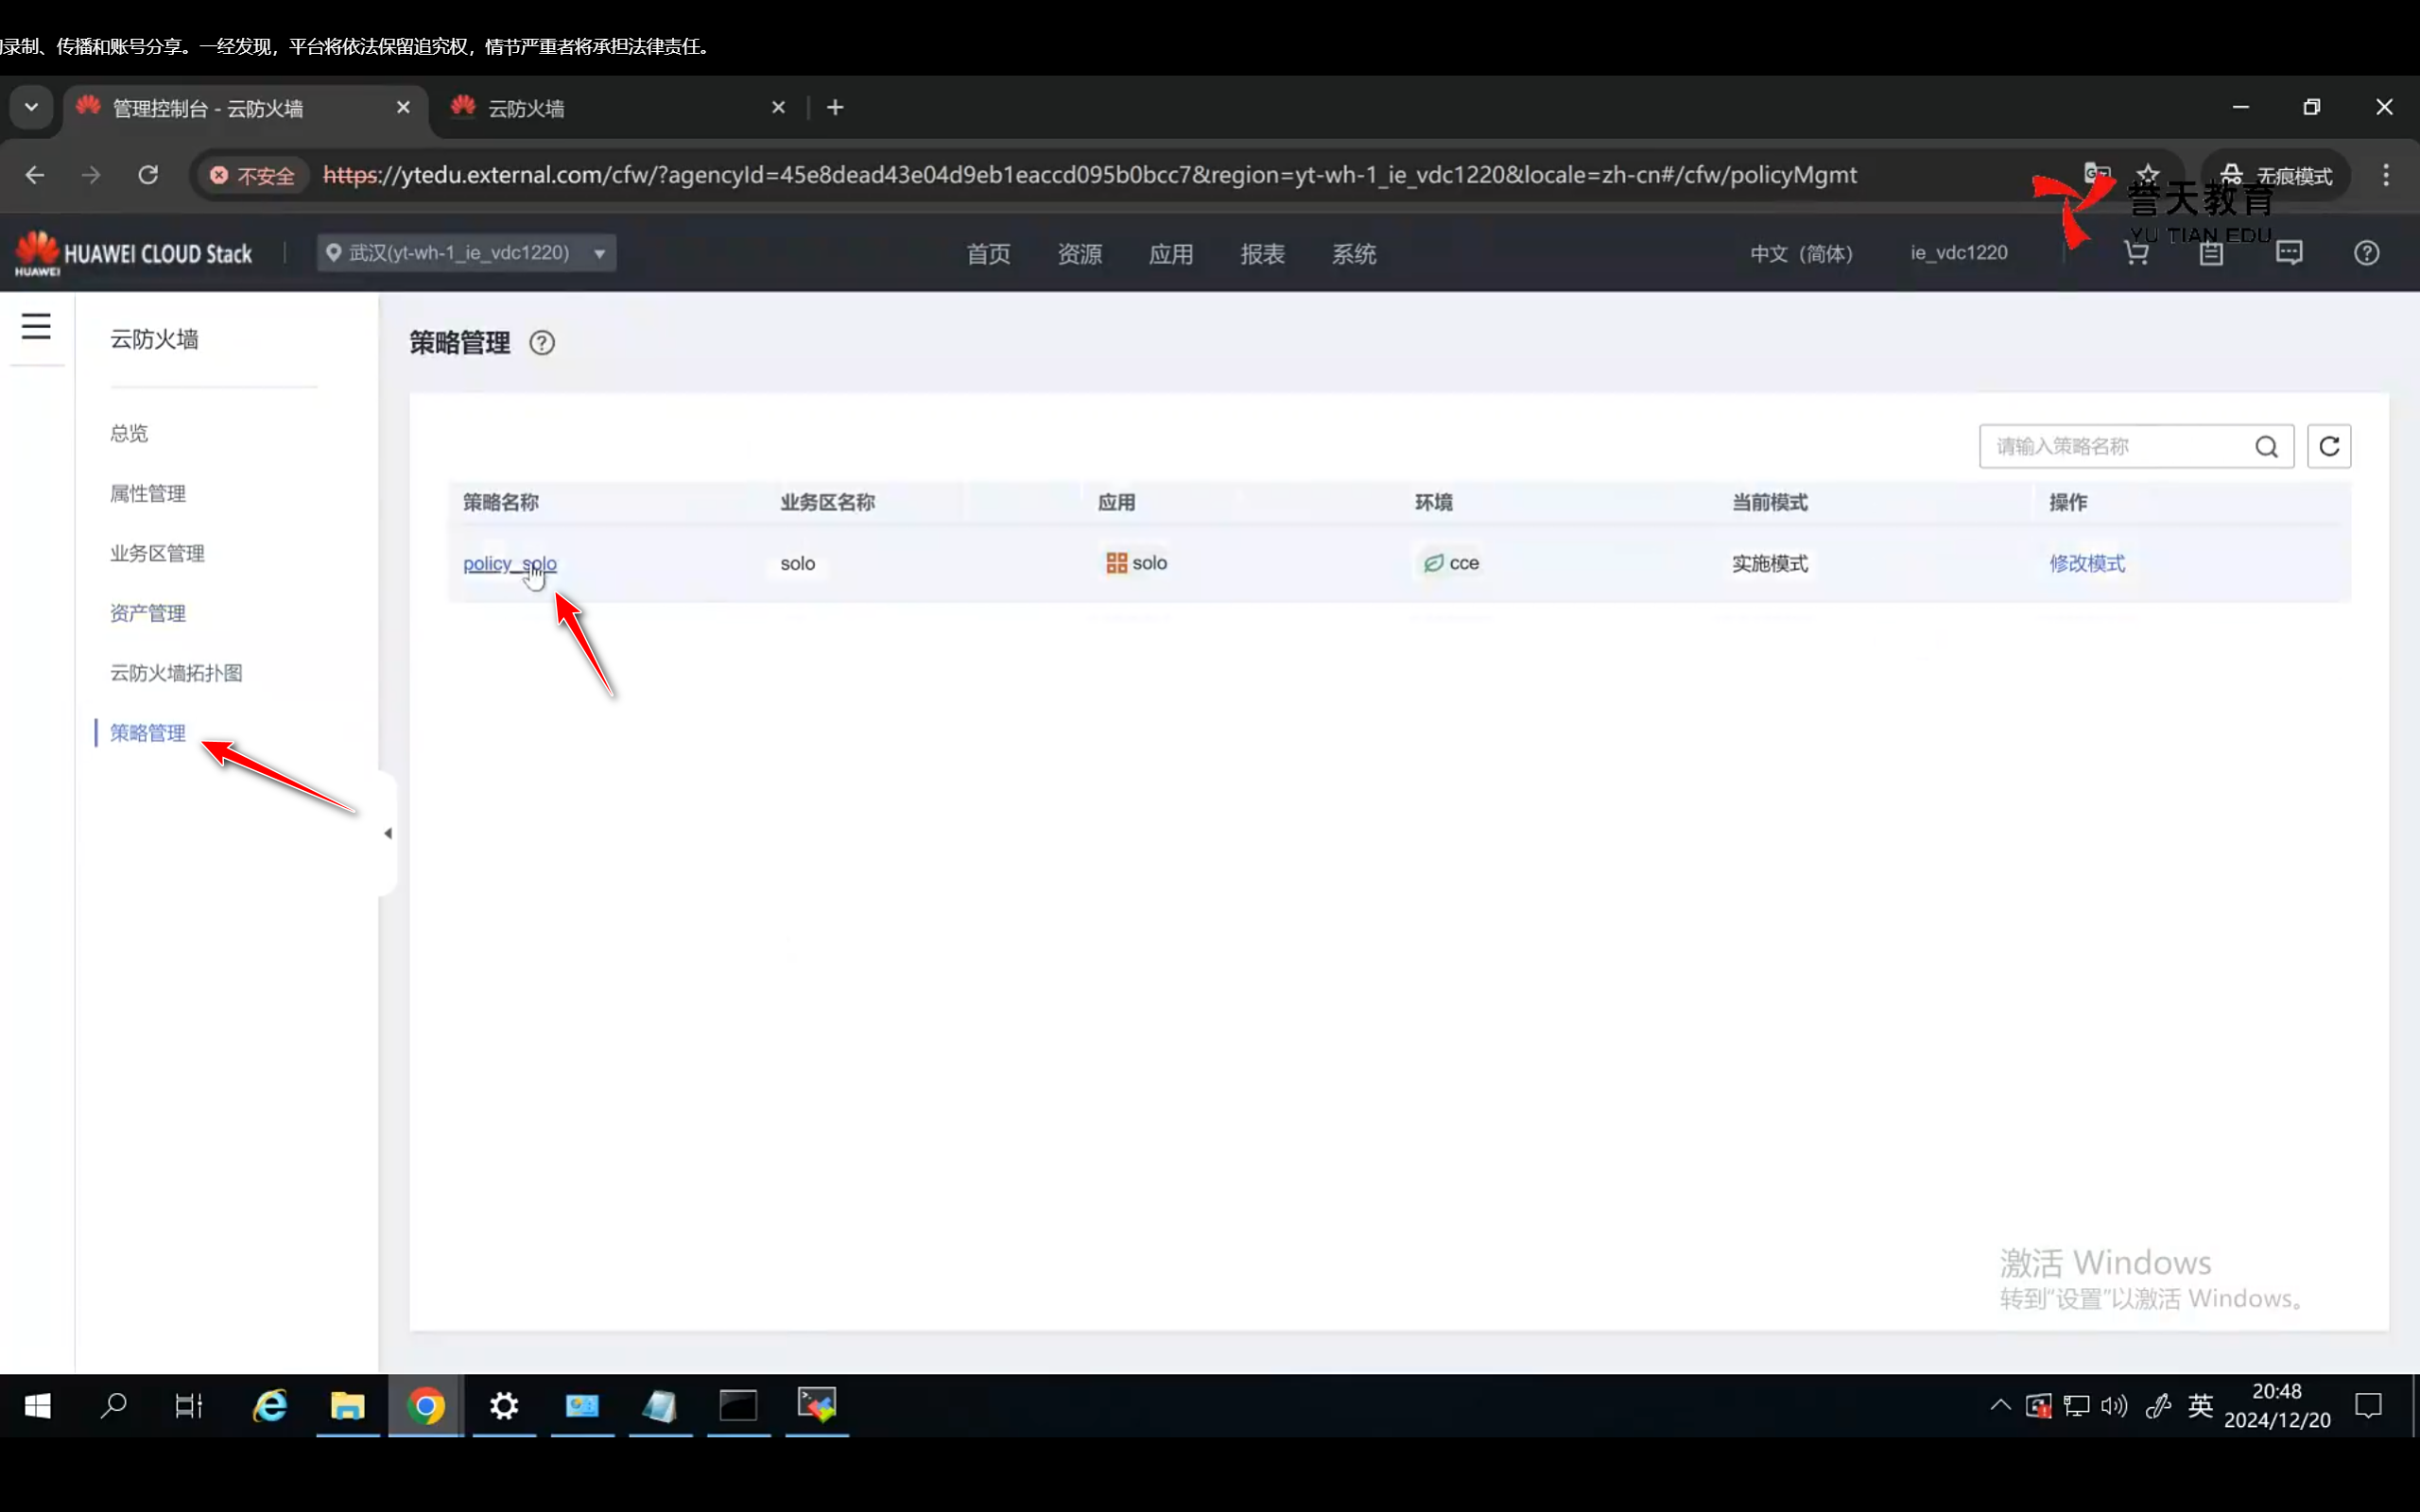 录制、传播和账号分享。一经发现，平台将依法保留追究权，情节严重者将承担法律责任。
管理控制台 - 云防火墙
云防火墙
不安全
https://ytedu.external.com/cfw/?agencyId=45e8dead43e04d9eb1eaccd095b0bcc7&region=yt-wh-1_ie_vdc1220&locale=zh-cn#/cfw/policyMgmt
无痕模式
誉天教育
YU TIAN EDU
HUAWEI
HUAWEI CLOUD Stack
武汉(yt-wh-1_ie_vdc1220)
首页 资源 应用 报表 系统
中文（简体）
ie_vdc1220
云防火墙
总览
属性管理
业务区管理
资产管理
云防火墙拓扑图
策略管理
策略管理
请输入策略名称
策略名称 业务区名称 应用 环境 当前模式 操作
policy_solo solo solo cce 实施模式 修改模式
激活 Windows
转到“设置”以激活 Windows。
英
20:48
2024/12/20